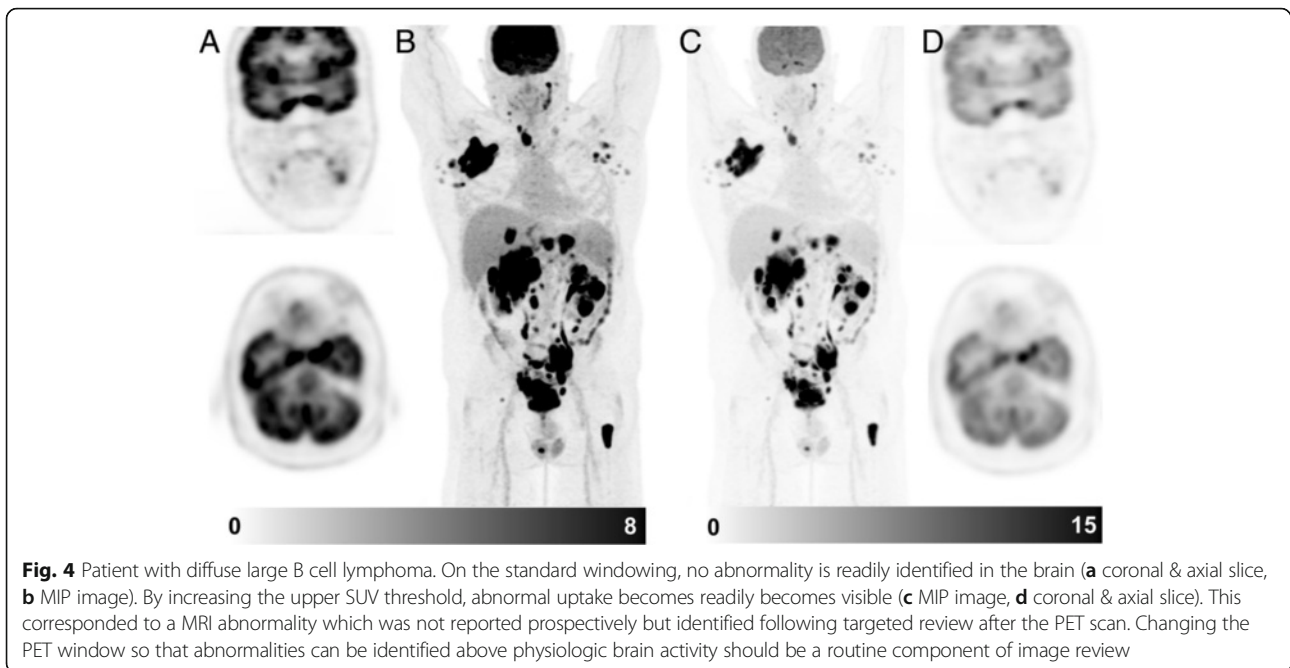 A B C D
0 8 0 15
Fig. 4 Patient with diffuse large B cell lymphoma. On the standard windowing, no abnormality is readily identified in the brain (a coronal & axial slice,
b MIP image). By increasing the upper SUV threshold, abnormal uptake becomes readily becomes visible (c MIP image, d coronal & axial slice). This
corresponded to a MRI abnormality which was not reported prospectively but identified following targeted review after the PET scan. Changing the
PET window so that abnormalities can be identified above physiologic brain activity should be a routine component of image review